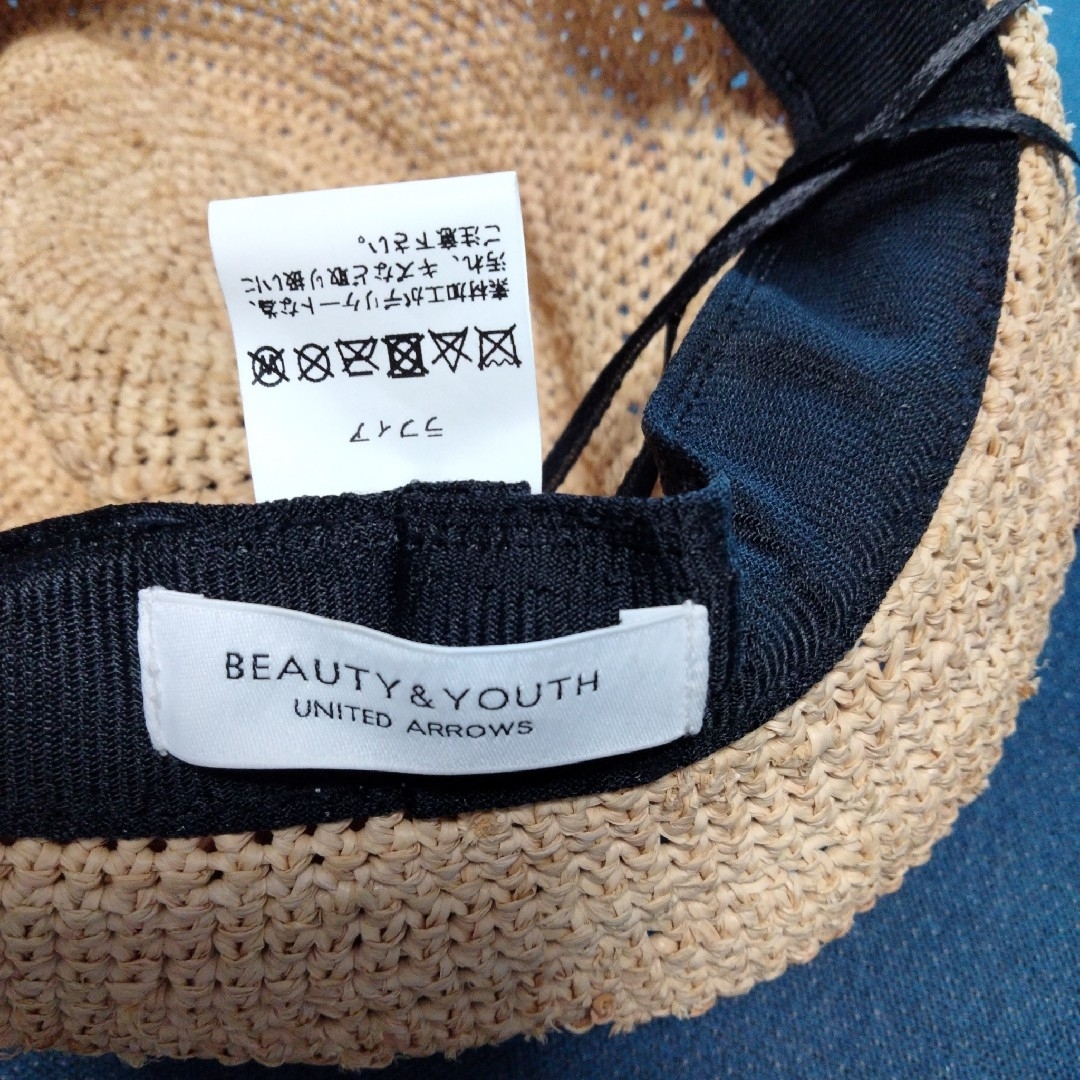 ラフィア
素材加工がデリケートな為、
汚れ、キズなど取り扱いに
ご注意下さい。
BEAUTY&YOUTH
UNITED ARROWS